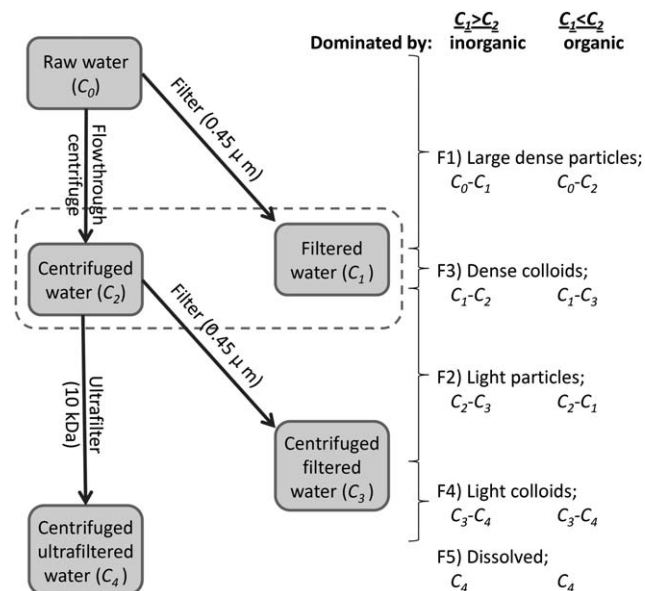 C₁>C₂ C₁<C₂
Dominated by: inorganic organic
Raw water
(C₀)
Filter (0.45 μ m)
Flowthrough
centrifuge
F1) Large dense particles;
C₀-C₁ C₀-C₂
Centrifuged
water (C₂)
Filtered
water (C₁)
F3) Dense colloids;
C₁-C₂ C₁-C₃
Filter (0.45 μ m)
Ultrafilter
(10 kDa)
F2) Light particles;
C₂-C₃ C₂-C₁
Centrifuged
filtered
water (C₃)
F4) Light colloids;
C₃-C₄ C₃-C₄
Centrifuged
ultrafiltered
water (C₄)
F5) Dissolved;
C₄ C₄